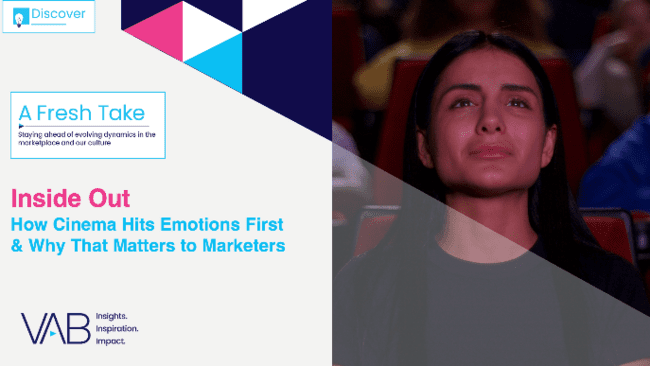 Discover
A Fresh Take
Staying ahead of evolving dynamics in the
marketplace and our culture
Inside Out
How Cinema Hits Emotions First
& Why That Matters to Marketers
VAB
Insights.
Inspiration.
Impact.